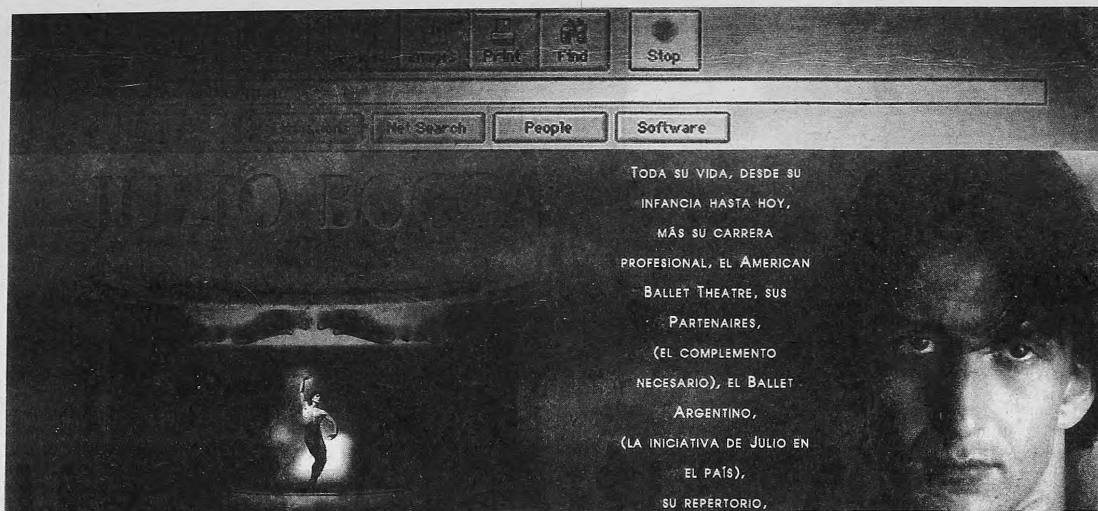 Print
Find
Stop
Net Search
People
Software
JULIO BOCCA
TODA SU VIDA, DESDE SU
INFANCIA HASTA HOY,
MÁS SU CARRERA
PROFESIONAL, EL AMERICAN
BALLET THEATRE, SUS
PARTENAIRES,
(EL COMPLEMENTO
NECESARIO), EL BALLET
ARGENTINO,
(LA INICIATIVA DE JULIO EN
EL PAÍS),
SU REPERTORIO,